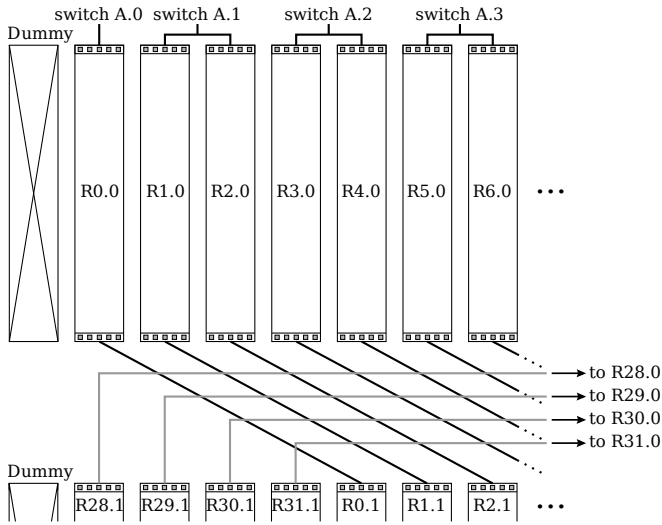 switch A.0 switch A.1 switch A.2 switch A.3
Dummy
R0.0 R1.0 R2.0 R3.0 R4.0 R5.0 R6.0 •••
to R28.0
to R29.0
to R30.0
to R31.0
Dummy
R28.1 R29.1 R30.1 R31.1 R0.1 R1.1 R2.1 •••